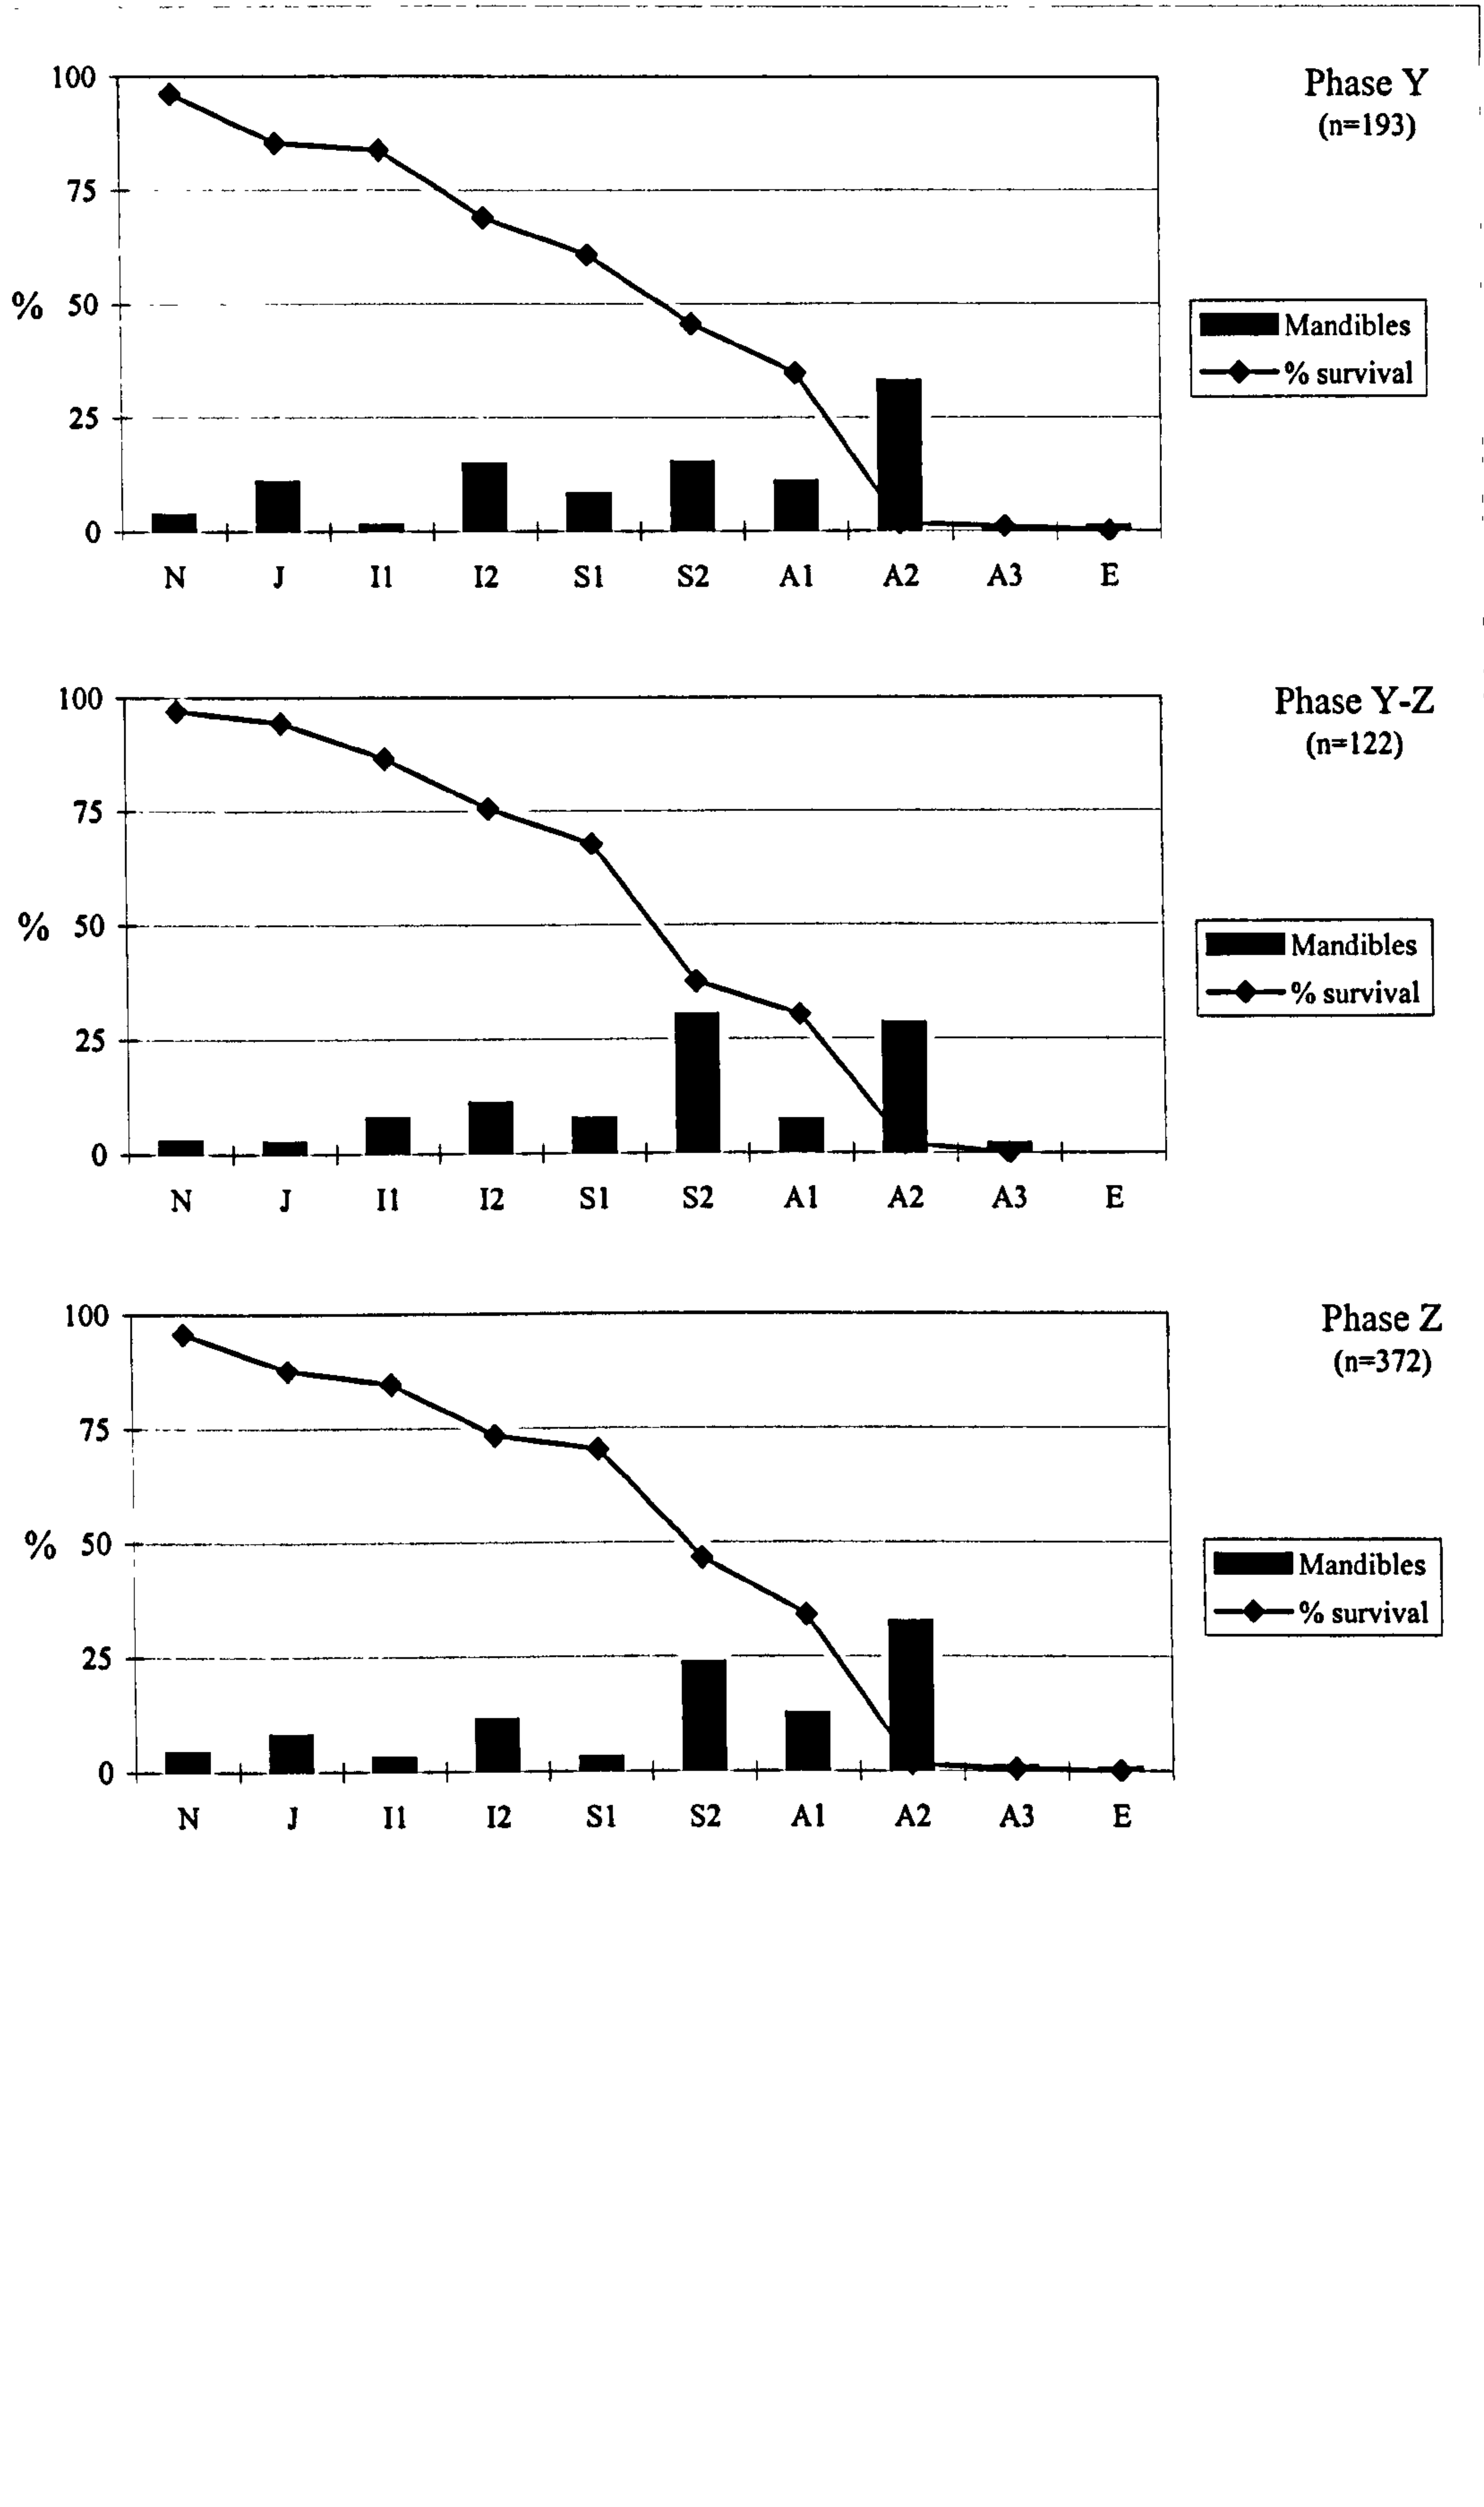 Phase Y
(n=193)
100
75
% 50
25
0
N J I1 I2 S1 S2 A1 A2 A3 E
Mandibles
% survival
Phase Y-Z
(n=122)
100
75
% 50
25
0
N J I1 I2 S1 S2 A1 A2 A3 E
Mandibles
% survival
Phase Z
(n=372)
100
75
% 50
25
0
N J I1 I2 S1 S2 A1 A2 A3 E
Mandibles
% survival